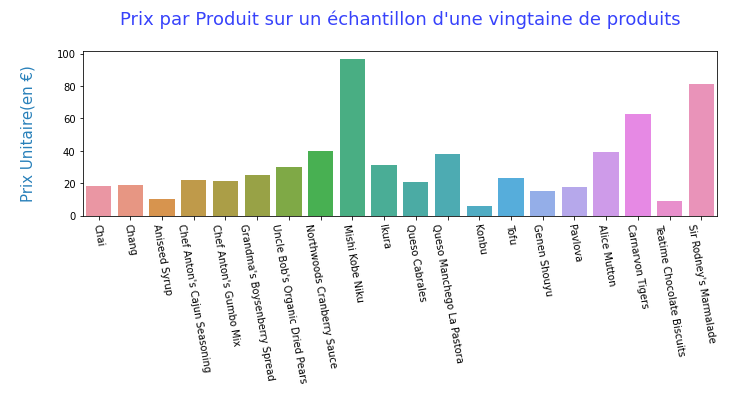 Prix par Produit sur un échantillon d'une vingtaine de produits
Prix Unitaire(en €)
100
80
60
40
20
0
Chai
Chang
Aniseed Syrup
Chef Anton's Cajun Seasoning
Chef Anton's Gumbo Mix
Grandma's Boysenberry Spread
Uncle Bob's Organic Dried Pears
Northwoods Cranberry Sauce
Mishi Kobe Niku
Ikura
Queso Cabrales
Queso Manchego La Pastora
Konbu
Tofu
Genen Shouyu
Pavlova
Alice Mutton
Carnarvon Tigers
Teatime Chocolate Biscuits
Sir Rodney's Marmalade